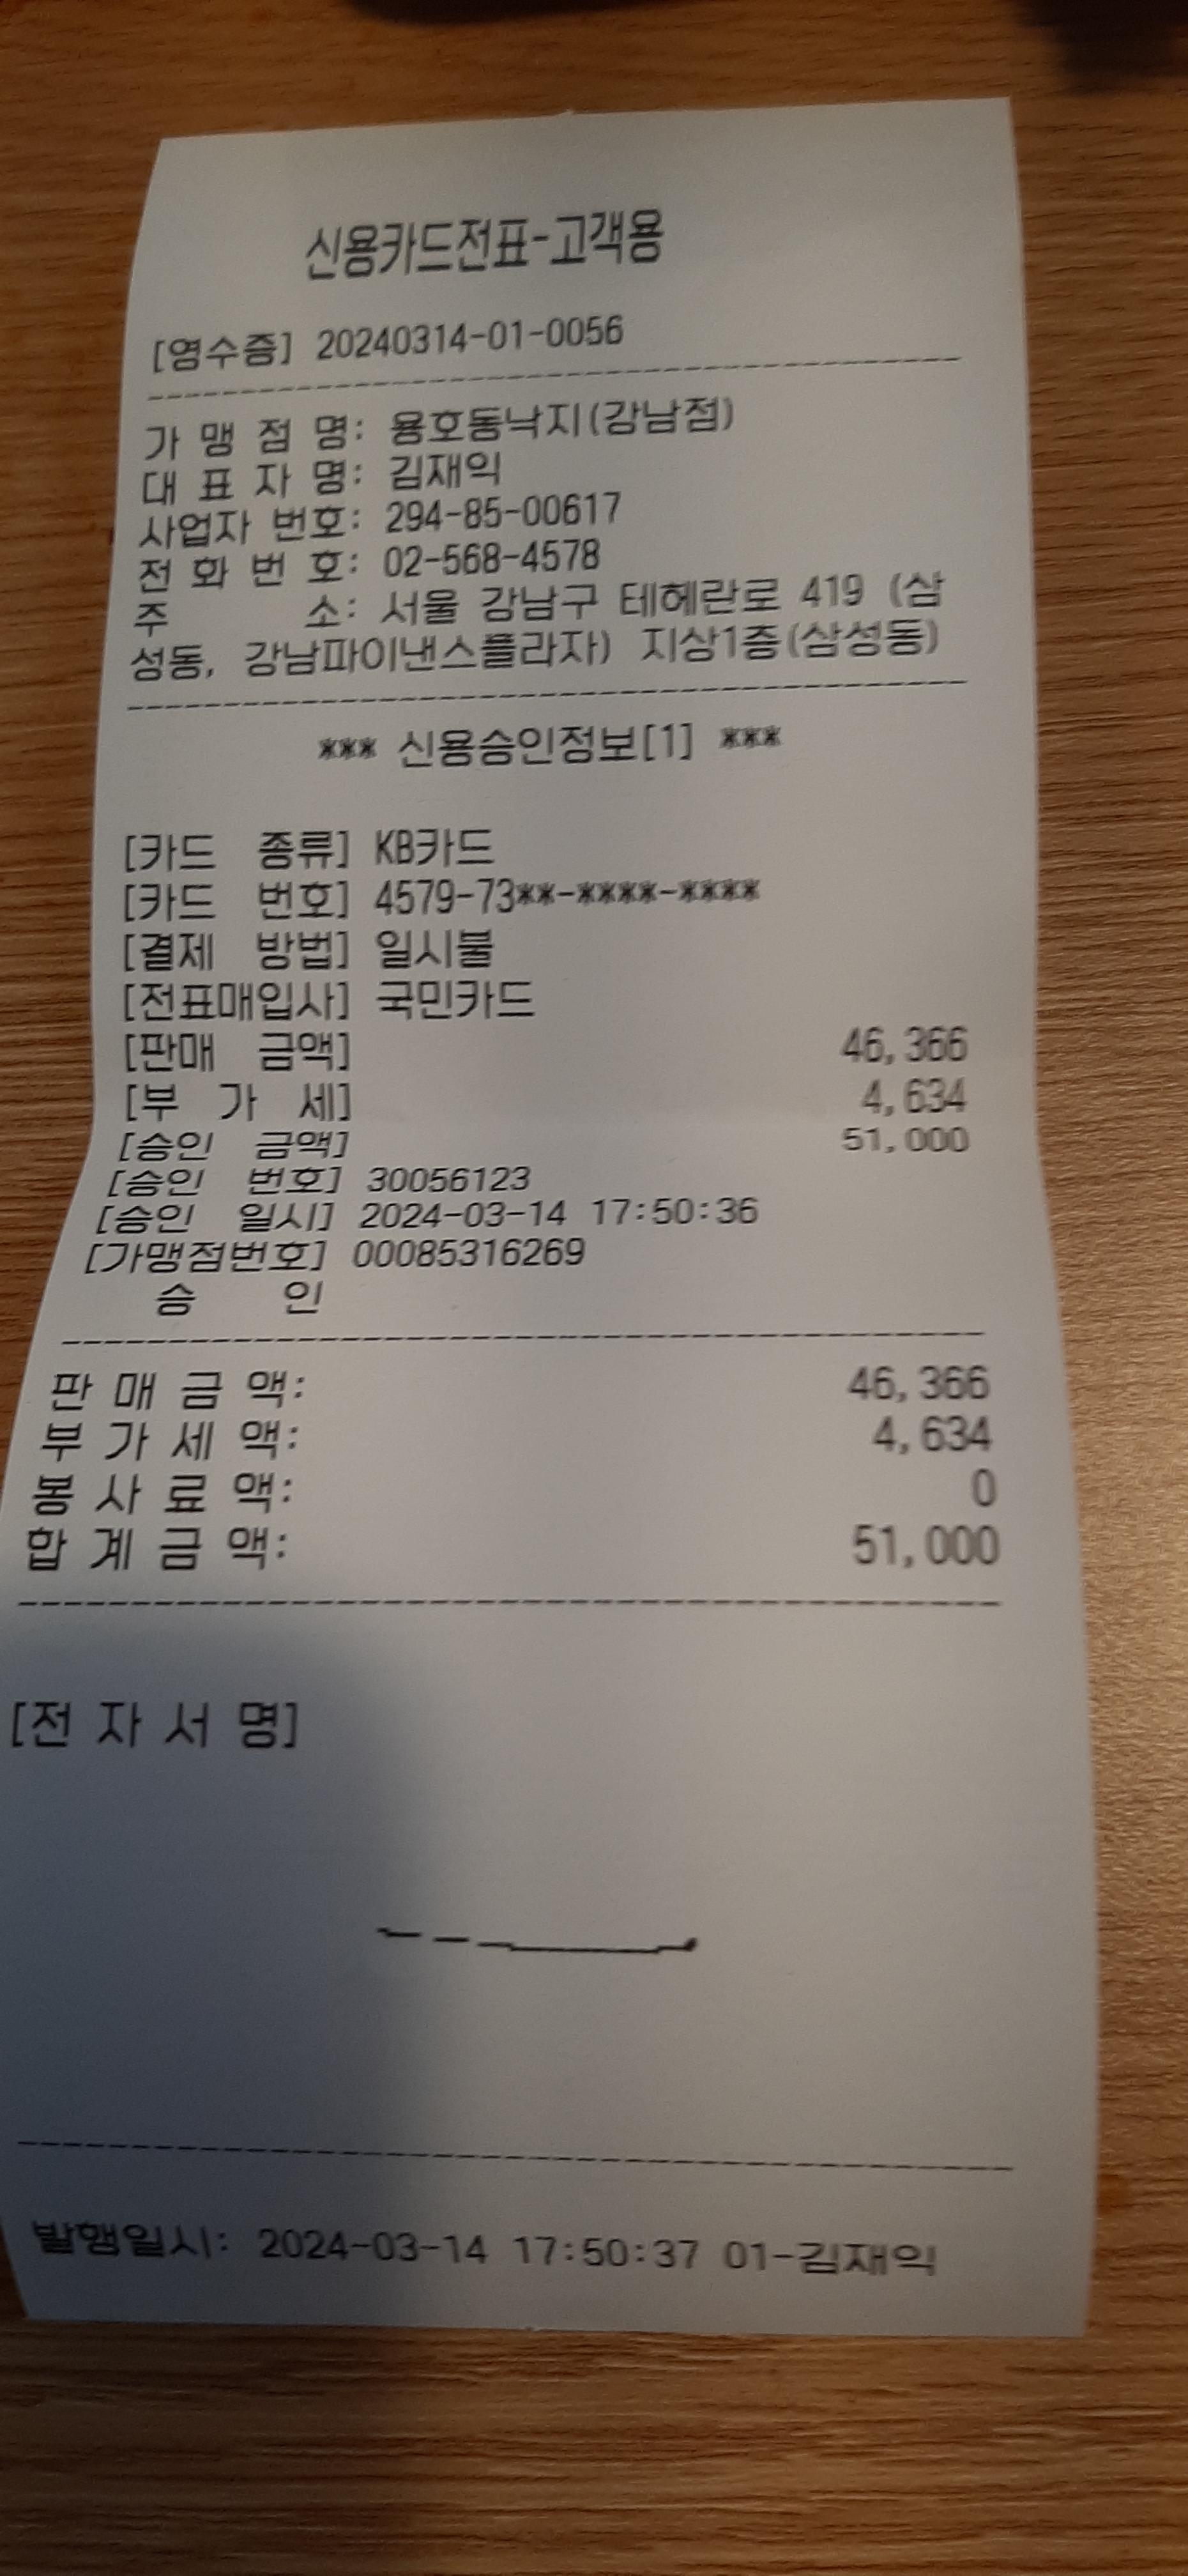 신용카드전표-고객용
[영수증] 20240314-01-0056
가 맹 점 명: 용호동낙지(강남점)
대 표 자 명: 김재익
사업자 번호: 294-85-00617
전 화 번 호: 02-568-4578
주 소: 서울 강남구 테헤란로 419 (삼
성동, 강남파이낸스플라자) 지상1층(삼성동)
*** 신용승인정보[1] ***
[카드 종류] KB카드
[카드 번호] 4579-73**-****-****
[결제 방법] 일시불
[전표매입사] 국민카드
[판매 금액] 46,366
[부 가 세] 4,634
[승인 금액] 51,000
[승인 번호] 30056123
[승인 일시] 2024-03-14 17:50:36
[가맹점번호] 00085316269
승 인
판 매 금 액: 46,366
부 가 세 액: 4,634
봉 사 료 액: 0
합 계 금 액: 51,000
[전 자 서 명]
발행일시: 2024-03-14 17:50:37 01-김재익